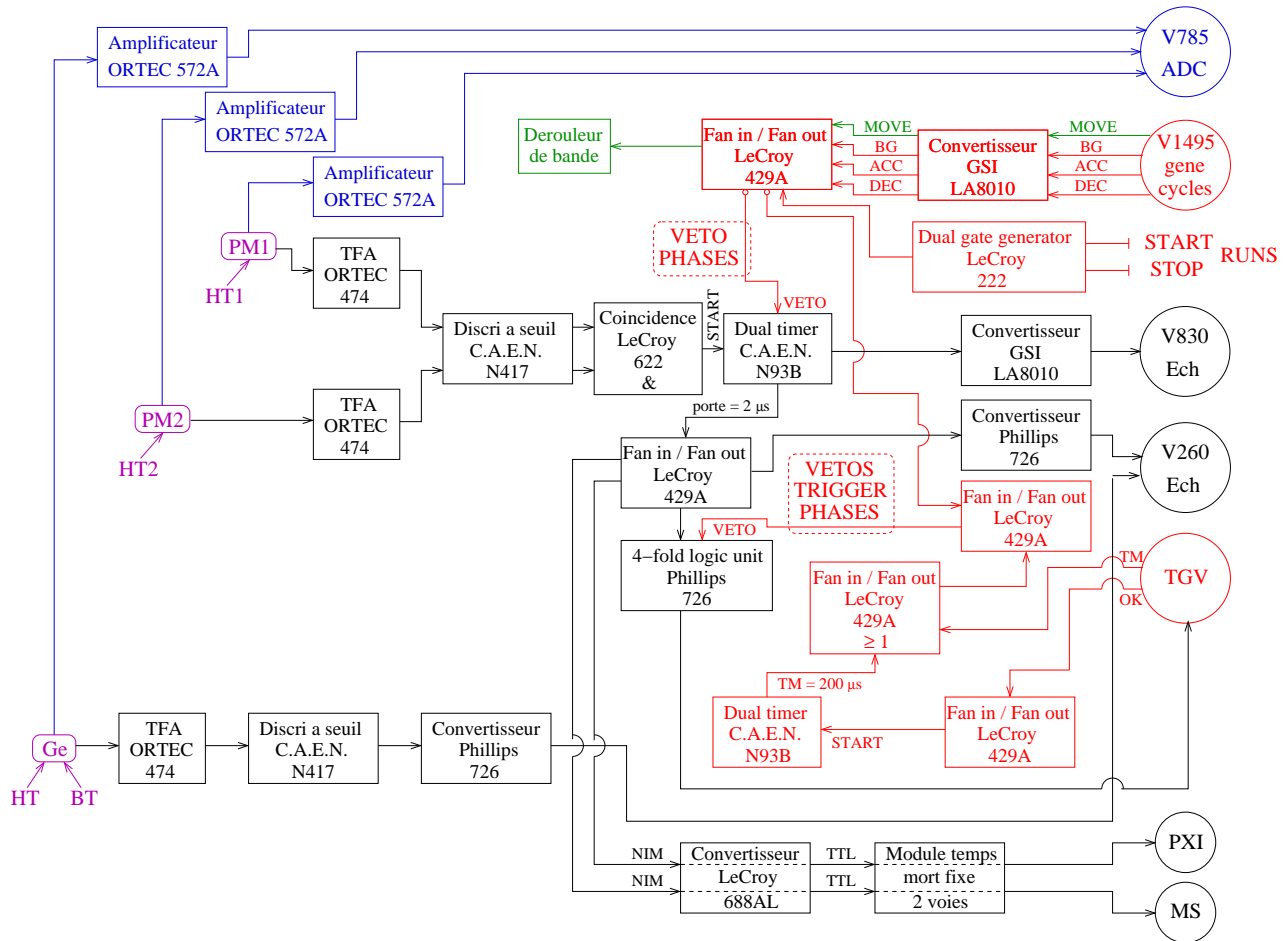 Amplificateur
ORTEC 572A
V785
ADC
Amplificateur
ORTEC 572A
Amplificateur
ORTEC 572A
Derouleur
de bande
Fan in / Fan out
LeCroy
429A
MOVE
BG
ACC
DEC
Convertisseur
GSI
LA8010
MOVE
BG
ACC
DEC
V1495
gene
cycles
VETO
PHASES
Dual gate generator
LeCroy
222
START
STOP
RUNS
PM1
HT1
TFA
ORTEC
474
Discri a seuil
C.A.E.N.
N417
Coincidence
LeCroy
622
&
START
VETO
Dual timer
C.A.E.N.
N93B
Convertisseur
GSI
LA8010
V830
Ech
PM2
HT2
TFA
ORTEC
474
porte = 2 µs
Fan in / Fan out
LeCroy
429A
Convertisseur
Phillips
726
V260
Ech
VETOS
TRIGGER
PHASES
Fan in / Fan out
LeCroy
429A
VETO
4−fold logic unit
Phillips
726
Fan in / Fan out
LeCroy
429A
≥ 1
TM
OK
TGV
TM = 200 µs
Dual timer
C.A.E.N.
N93B
START
Fan in / Fan out
LeCroy
429A
Ge
HT
BT
TFA
ORTEC
474
Discri a seuil
C.A.E.N.
N417
Convertisseur
Phillips
726
NIM
NIM
Convertisseur
LeCroy
688AL
TTL
TTL
Module temps
mort fixe
2 voies
PXI
MS